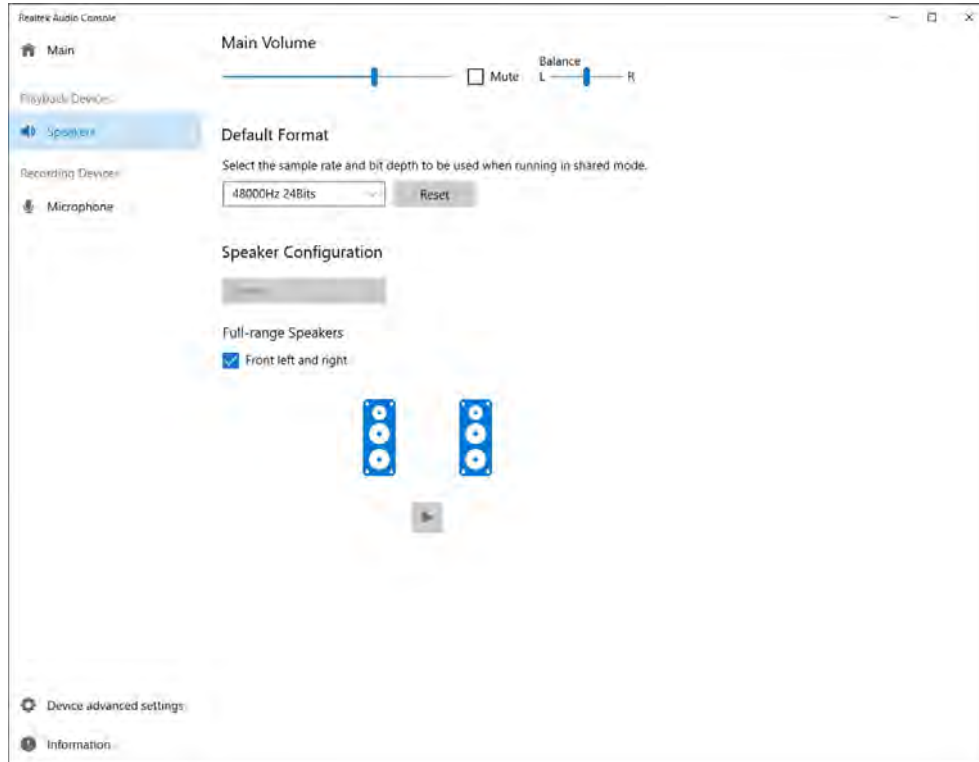 Realtek Audio Console
Main
Playback Devices
Speakers
Recording Devices
Microphone
Device advanced settings
Information
Main Volume
Mute
Balance
L
R
Default Format
Select the sample rate and bit depth to be used when running in shared mode.
48000Hz 24Bits
Reset
Speaker Configuration
Full-range Speakers
Front left and right